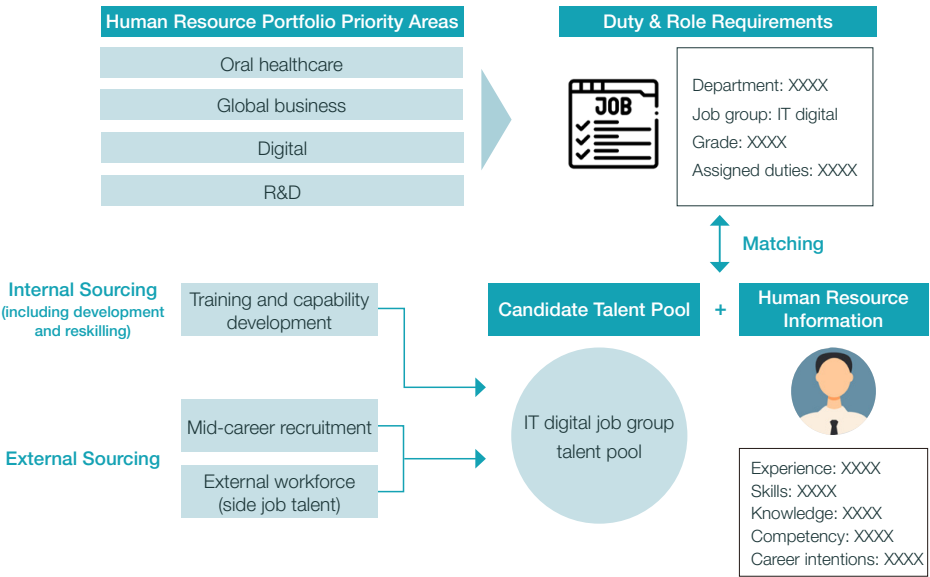 Human Resource Portfolio Priority Areas
Oral healthcare
Global business
Digital
R&D
Duty & Role Requirements
JOB
Department: XXXX
Job group: IT digital
Grade: XXXX
Assigned duties: XXXX
Matching
Internal Sourcing
(including development
and reskilling)
Training and capability
development
External Sourcing
Mid-career recruitment
External workforce
(side job talent)
Candidate Talent Pool
+
Human Resource
Information
IT digital job group
talent pool
Experience: XXXX
Skills: XXXX
Knowledge: XXXX
Competency: XXXX
Career intentions: XXXX